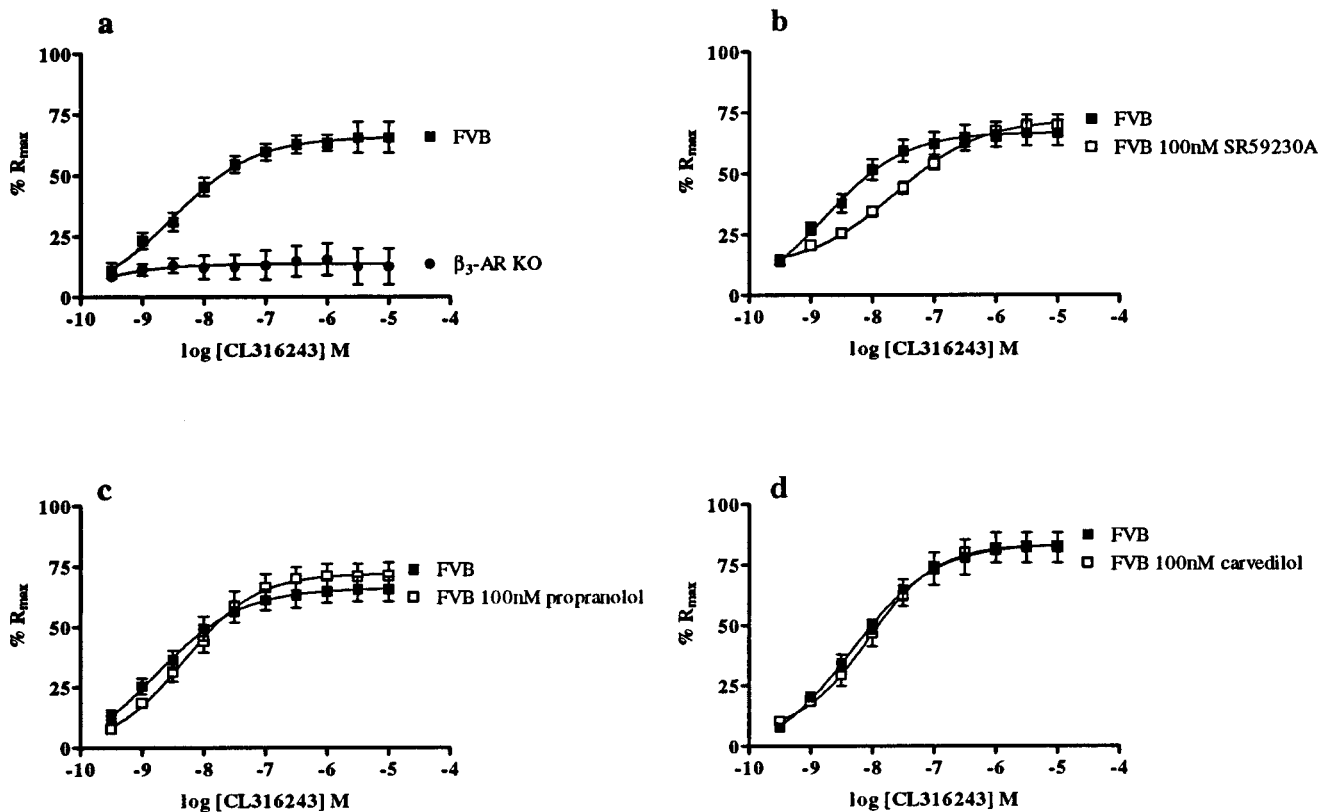 a
100
75
50
25
0
% Rmax
-10 -9 -8 -7 -6 -5 -4
log [CL316243] M
FVB
β3-AR KO
b
100
75
50
25
0
% Rmax
-10 -9 -8 -7 -6 -5 -4
log [CL316243] M
FVB
FVB 100nM SR59230A
c
100
75
50
25
0
% Rmax
-10 -9 -8 -7 -6 -5 -4
log [CL316243] M
FVB
FVB 100nM propranolol
d
100
75
50
25
0
% Rmax
-10 -9 -8 -7 -6 -5 -4
log [CL316243] M
FVB
FVB 100nM carvedilol